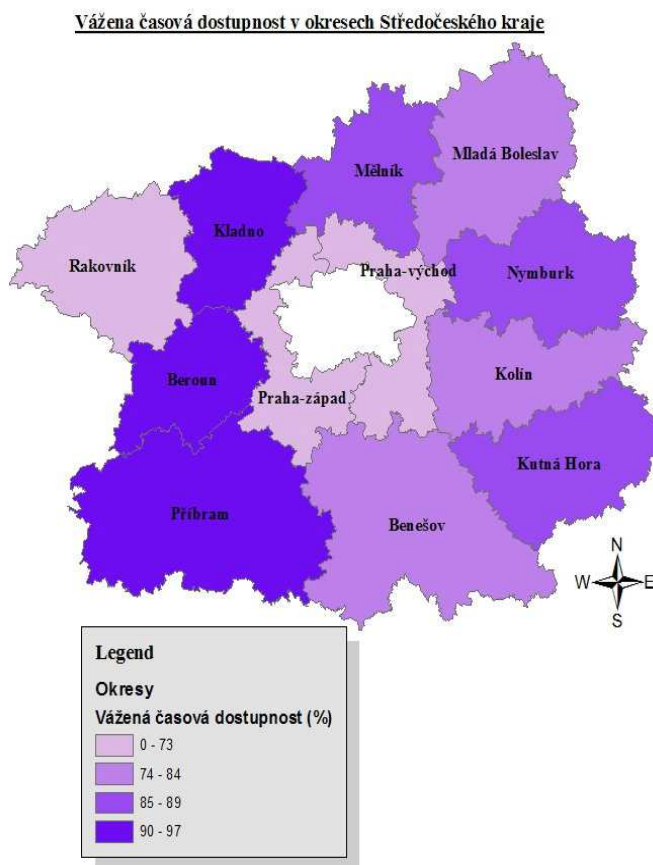 Vážena časová dostupnost v okresech Středočeského kraje
Mladá Boleslav
Mělník
Kladno
Praha-východ
Rakovník
Nymburk
Kolín
Beroun
Praha-západ
Kutná Hora
Příbram
Benešov
N
W E
S
Legend
Okresy
Vážená časová dostupnost (%)
0 - 73
74 - 84
85 - 89
90 - 97